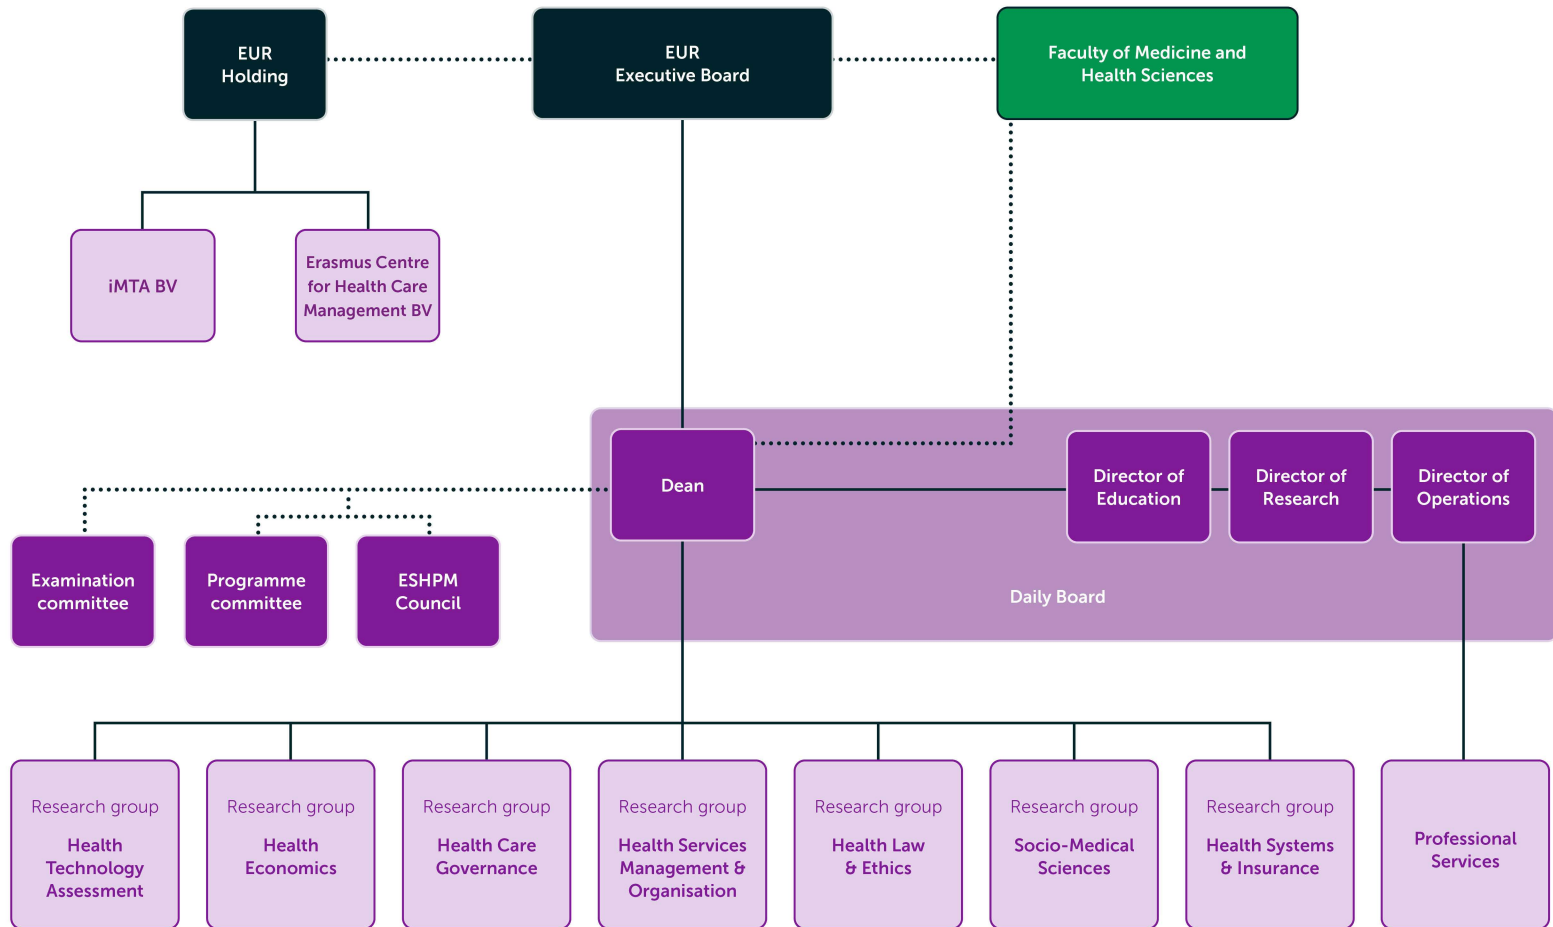 EUR
Holding
EUR
Executive Board
Faculty of Medicine and
Health Sciences
iMTA BV
Erasmus Centre
for Health Care
Management BV
Dean
Director of
Education
Director of
Research
Director of
Operations
Daily Board
Examination
committee
Programme
committee
ESHPM
Council
Research group
Health
Technology
Assessment
Research group
Health
Economics
Research group
Health Care
Governance
Research group
Health Services
Management &
Organisation
Research group
Health Law
& Ethics
Research group
Socio-Medical
Sciences
Research group
Health Systems
& Insurance
Professional
Services